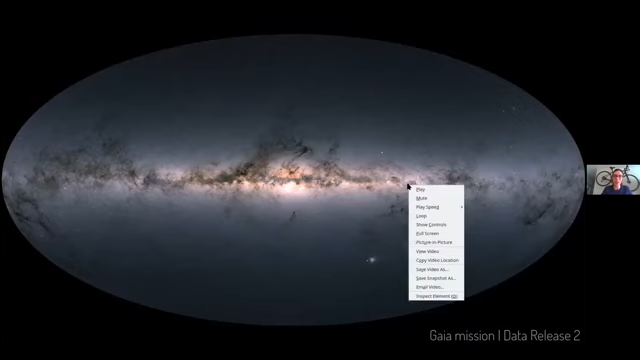 Play
Mute
Play Speed
Loop
Show Controls
Full Screen
Picture-in-Picture
View Video
Copy Video Location
Save Video As...
Save Snapshot As...
Email Video...
Inspect Element (Q)
Gaia mission | Data Release 2